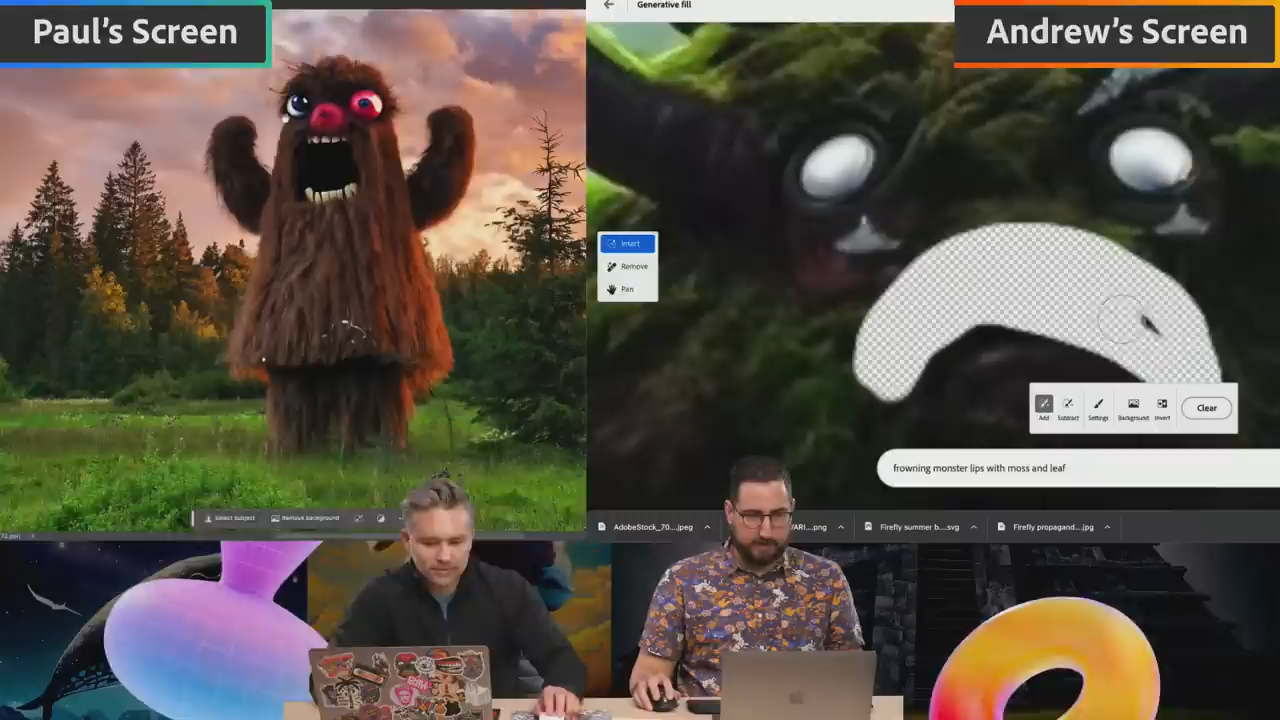 Paul's Screen
Generative fill
Andrew's Screen
Insert
Remove
Pan
Add
Subtract
Settings
Background
Invert
Clear
frowning monster lips with moss and leaf
Select subject
Remove background
AdobeStock_70....jpeg
Firefly summer b....svg
Firefly propagand....jpg